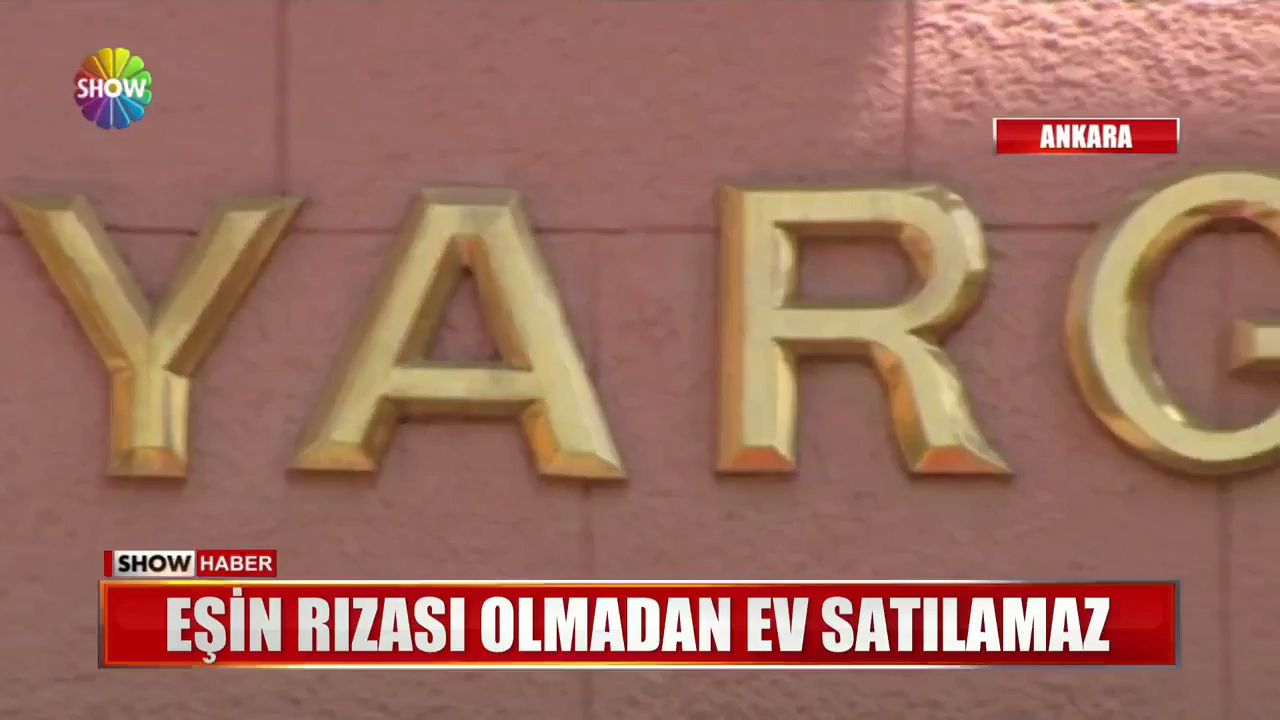 SHOW
ANKARA
YARG
SHOW HABER
EŞİN RIZASI OLMADAN EV SATILAMAZ